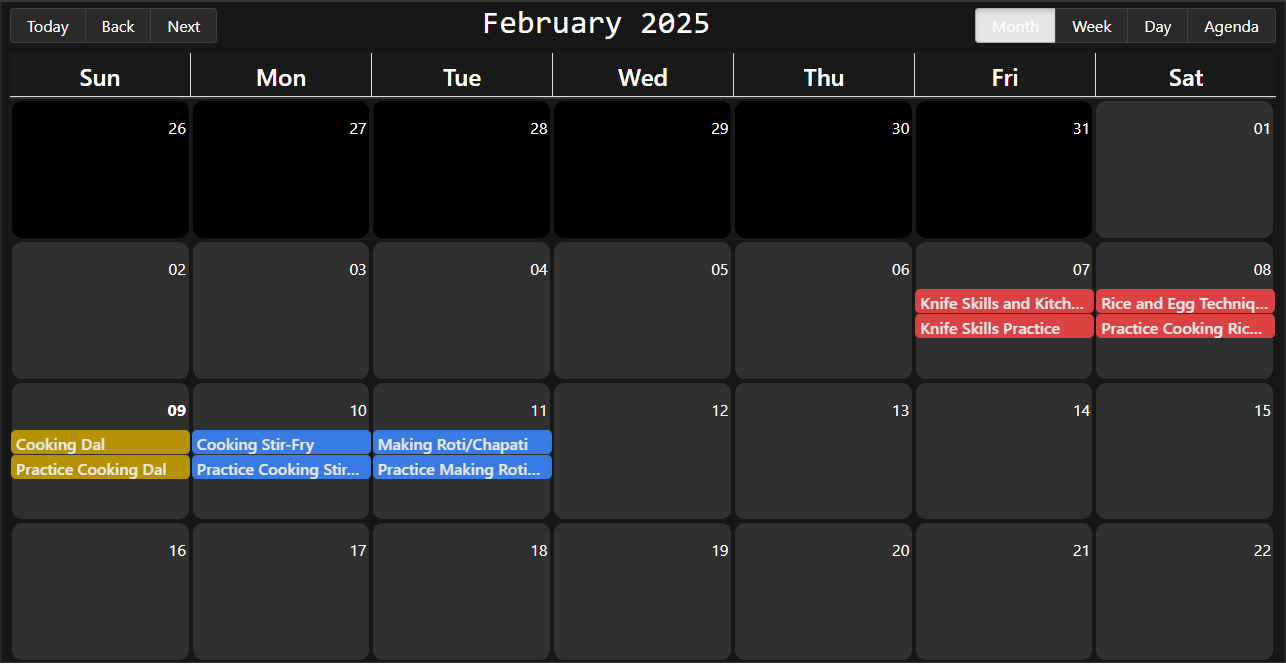 Today Back Next February 2025 Month Week Day Agenda
Sun Mon Tue Wed Thu Fri Sat
26 27 28 29 30 31 01
02 03 04 05 06 07 08
Knife Skills and Kitch... Rice and Egg Techniq...
Knife Skills Practice Practice Cooking Ric...
09 10 11 12 13 14 15
Cooking Dal Cooking Stir-Fry Making Roti/Chapati
Practice Cooking Dal Practice Cooking Stir... Practice Making Roti...
16 17 18 19 20 21 22